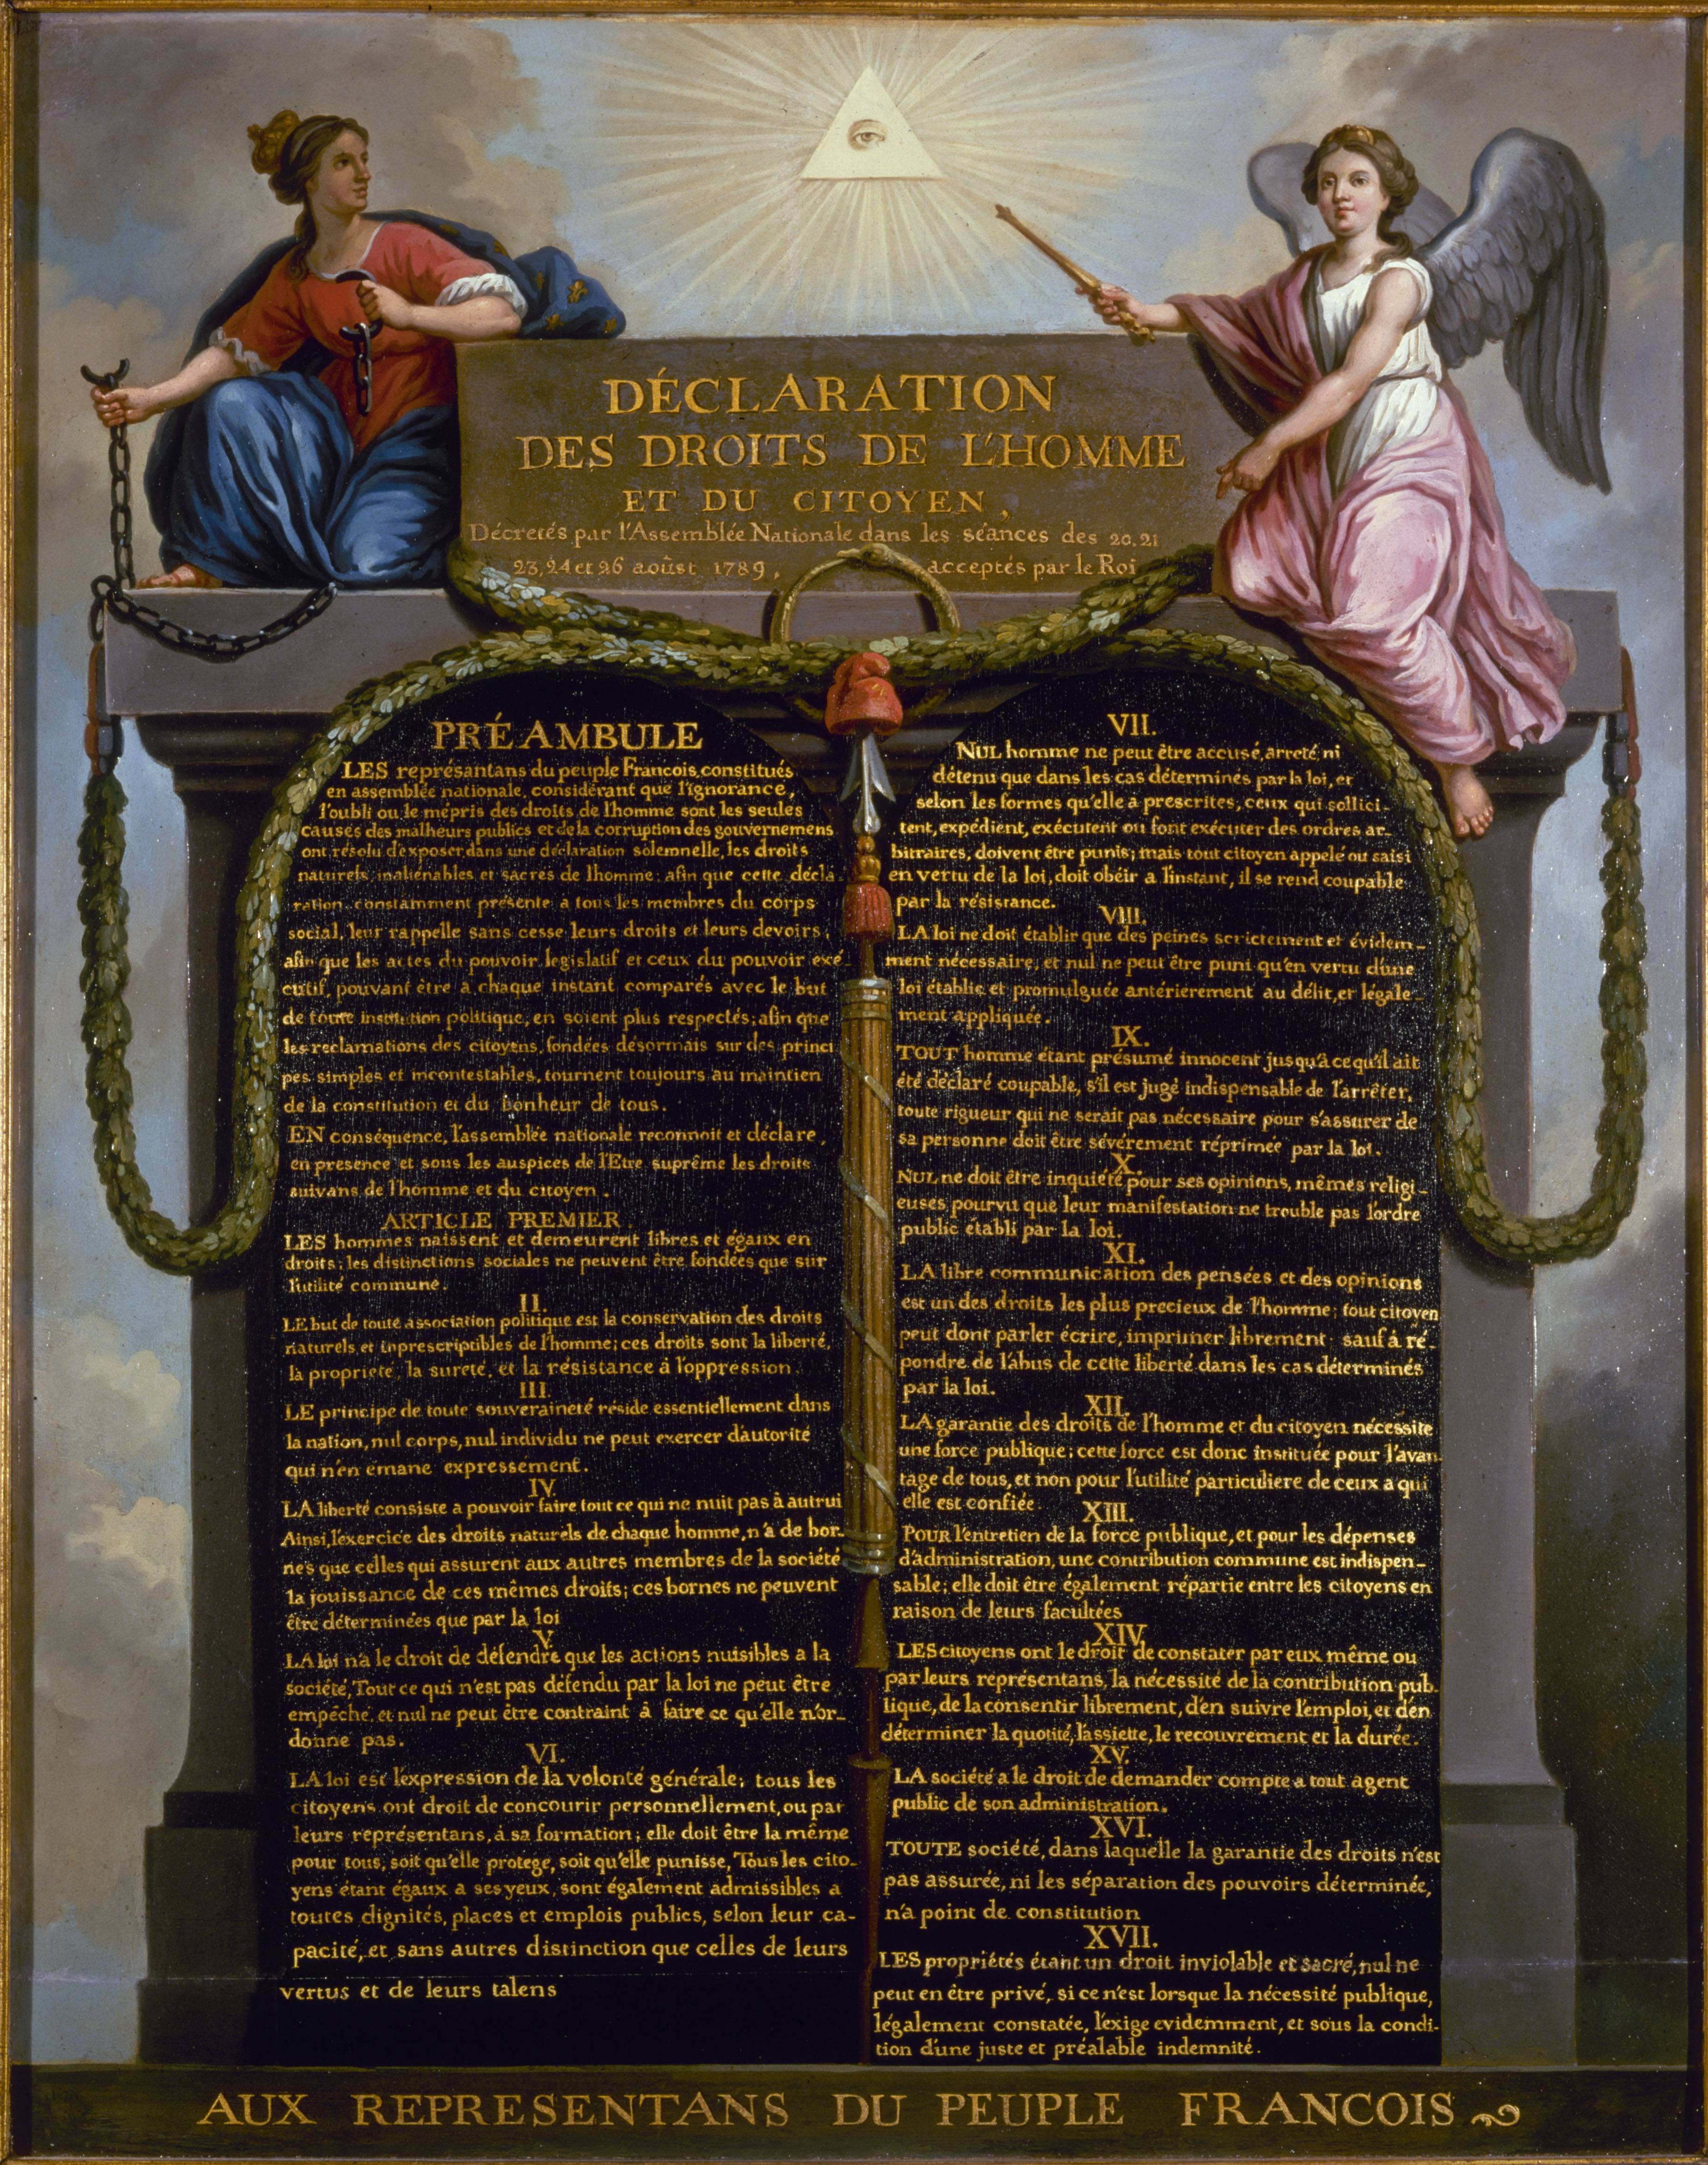 DÉCLARATION
DES DROITS DE L'HOMME
ET DU CITOYEN,
Décretés par l'Assemblée Nationale dans les séances des 20, 21
23, 24 et 26 aoûst 1789, acceptés par le Roi
PRÉAMBULE
LES représantans du peuple Francois, constitués
en assemblée nationale, considérant que l'ignorance,
l'oubli ou le mépris des droits de l'homme sont les seules
causes des malheurs publics et de la corruption des gouvernemens
ont résolu d'exposer, dans une déclaration solemnelle, les droits
naturels, inaliénables et sacrés de lhomme; afin que cette décla-
ration, constamment présente a tous les membres du corps
social, leur rappelle sans cesse leurs droits et leurs devoirs,
afin que les actes du pouvoir legislatif et ceux du pouvoir exé-
cutif, pouvant être à chaque instant comparés avec le but
de toute institution politique, en soient plus respectés; afin que
les reclamations des citoyens, fondées désormais sur des princi
pes simples et incontestables, tournent toujours au maintien
de la constitution et du bonheur de tous.
EN conséquence, l'assemblée nationale reconnoit et déclare,
en presence et sous les auspices de l'Etre suprême les droits
suivans de l'homme et du citoyen.
ARTICLE PREMIER.
LES hommes naissent et demeurent libres et égaux en
droits; les distinctions sociales ne peuvent être fondées que sur
l'utilité commune.
II.
LE but de toute association politique est la conservation des droits
naturels et inprescriptibles de l'homme; ces droits sont la liberté,
la propriété, la sureté, et la résistance à l'oppression.
III.
LE principe de toute souveraineté réside essentiellement dans
la nation, nul corps, nul individu ne peut exercer d'autorité
qui n'en émane expressement.
IV.
LA liberté consiste a pouvoir faire tout ce qui ne nuit pas à autrui
Ainsi, l'exercice des droits naturels de chaque homme, n'à de bor-
nes que celles qui assurent aux autres membres de la société
la jouissance de ces mêmes droits; ces bornes ne peuvent
être déterminées que par la loi
V.
LA loi n'a le droit de défendre que les actions nuisibles a la
société, Tout ce qui n'est pas défendu par la loi ne peut être
empêché, et nul ne peut être contraint à faire ce qu'elle n'or-
donne pas.
VI.
LA loi est l'expression de la volonté générale; tous les
citoyens ont droit de concourir personnellement, ou par
leurs représentans, à sa formation; elle doit être la même
pour tous, soit qu'elle protege, soit qu'elle punisse, Tous les cito-
yens étant égaux a ses yeux, sont également admissibles a
toutes dignités, places et emplois publics, selon leur ca-
pacité, et sans autres distinction que celles de leurs
vertus et de leurs talens
VII.
NUL homme ne peut être accusé, arreté, ni
détenu que dans les cas déterminés par la loi, et
selon les formes qu'elle à prescrites, ceux qui sollici-
tent, expédient, exécutent ou font exécuter des ordres ar-
bitraires, doivent être punis; mais tout citoyen appelé ou saisi
en vertu de la loi, doit obéir a l'instant, il se rend coupable
par la résistance.
VIII.
LA loi ne doit établir que des peines strictement et évidem-
ment nécessaire, et nul ne peut être puni qu'en vertu d'une
loi établie et promulguée antérierement au délit, et légale-
ment appliquée.
IX.
TOUT homme étant présumé innocent jusqu'à ce qu'il ait
été déclaré coupable, s'il est jugé indispensable de l'arrêter,
toute rigueur qui ne serait pas nécessaire pour s'assurer de
sa personne doit être sévérement réprimée par la loi.
X.
NUL ne doit être inquiété pour ses opinions, mêmes religi-
euses pourvu que leur manifestation ne trouble pas l'ordre
public établi par la loi.
XI.
LA libre communication des pensées et des opinions
est un des droits les plus precieux de l'homme; tout citoyen
peut dont parler écrire, imprimer librement: sauf à ré-
pondre de l'abus de cette liberté dans les cas déterminés
par la loi.
XII.
LA garantie des droits de l'homme et du citoyen nécessite
une force publique; cette force est donc instituée pour l'avan-
tage de tous, et non pour l'utilité particuliere de ceux a qui
elle est confiée.
XIII.
POUR l'entretien de la force publique, et pour les dépenses
d'administration, une contribution commune est indispen-
sable; elle doit être également répartie entre les citoyens en
raison de leurs facultées
XIV.
LES citoyens ont le droit de constater par eux même ou
par leurs représentans, la nécessité de la contribution pub-
lique, de la consentir librement, d'en suivre l'emploi, et d'en
déterminer la quotité, l'assiette, le recouvrement et la durée.
XV.
LA société a le droit de demander compte a tout agent
public de son administration.
XVI.
TOUTE société, dans laquelle la garantie des droits n'est
pas assurée, ni les séparation des pouvoirs déterminée,
n'a point de constitution
XVII.
LES propriétés étant un droit inviolable et sacré, nul ne
peut en être privé, si ce n'est lorsque la nécessité publique,
légalement constatée, l'exige evidemment, et sous la condi-
tion d'une juste et préalable indemnité.
AUX REPRESENTANS DU PEUPLE FRANCOIS